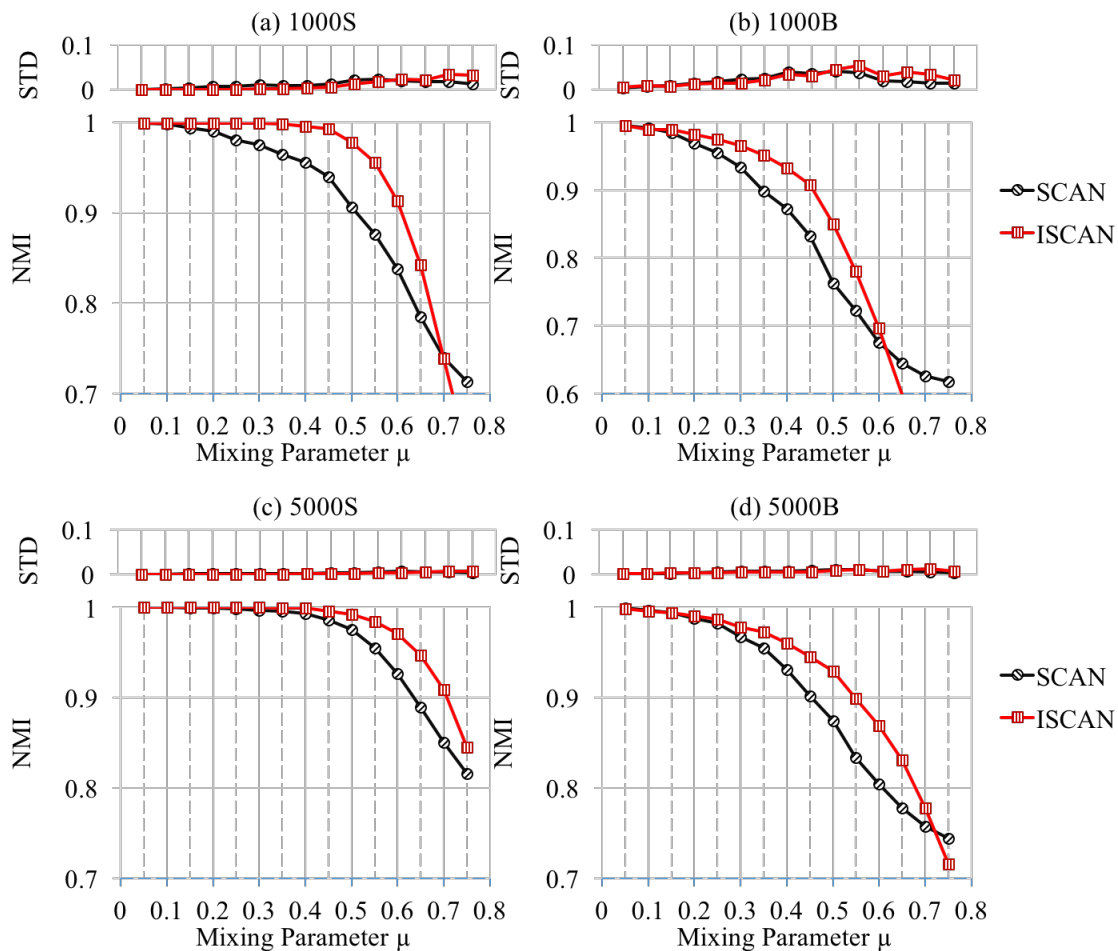 (a) 1000S
(b) 1000B
STD
0.1
0
STD
0.1
0
NMI
1
0.9
0.8
0.7
0 0.1 0.2 0.3 0.4 0.5 0.6 0.7 0.8
Mixing Parameter μ
NMI
1
0.9
0.8
0.7
0.6
0 0.1 0.2 0.3 0.4 0.5 0.6 0.7 0.8
Mixing Parameter μ
SCAN
ISCAN
(c) 5000S
(d) 5000B
STD
0.1
0
STD
0.1
0
NMI
1
0.9
0.8
0.7
0 0.1 0.2 0.3 0.4 0.5 0.6 0.7 0.8
Mixing Parameter μ
NMI
1
0.9
0.8
0.7
0 0.1 0.2 0.3 0.4 0.5 0.6 0.7 0.8
Mixing Parameter μ
SCAN
ISCAN